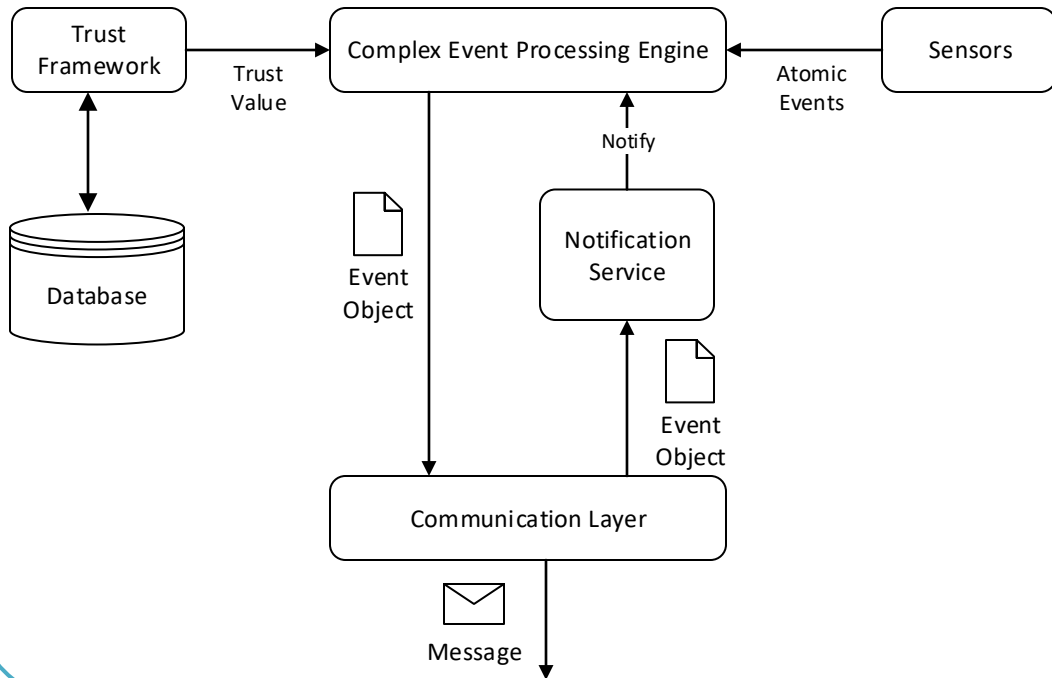 Trust
Framework
Trust
Value
Complex Event Processing Engine
Atomic
Events
Sensors
Notify
Database
Event
Object
Notification
Service
Event
Object
Communication Layer
Message